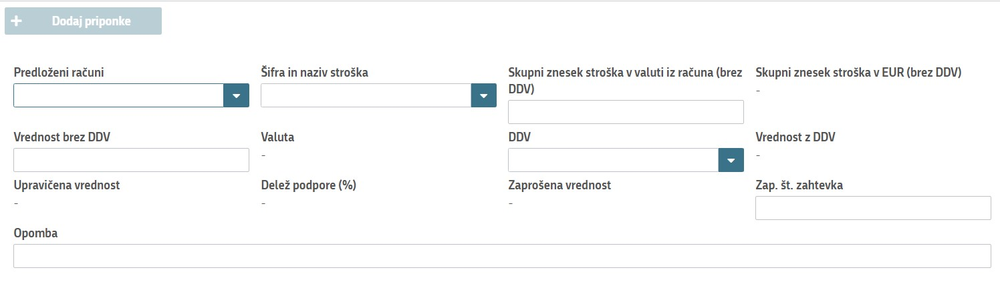 Dodaj priponke
Predloženi računi
Šifra in naziv stroška
Skupni znesek stroška v valuti iz računa (brez
DDV)
Skupni znesek stroška v EUR (brez DDV)
-
Vrednost brez DDV
Valuta
-
DDV
Vrednost z DDV
-
Upravičena vrednost
-
Delež podpore (%)
-
Zaprošena vrednost
-
Zap. št. zahtevka
Opomba